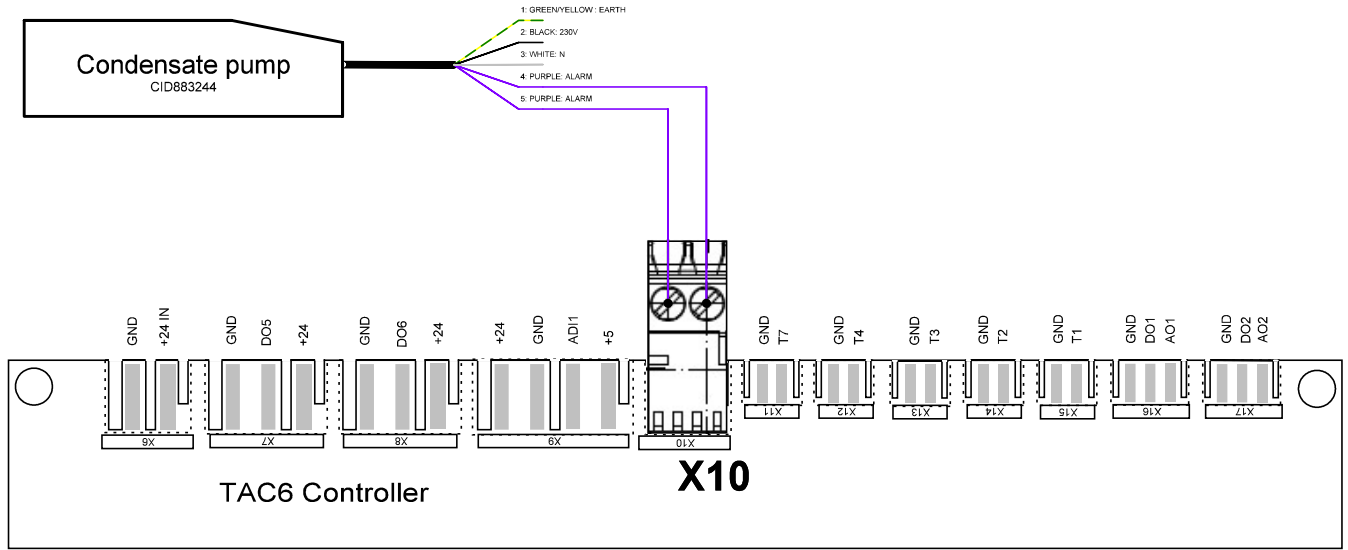 1: GREEN/YELLOW : EARTH
2: BLACK: 230V
3: WHITE: N
4: PURPLE: ALARM
5: PURPLE: ALARM
Condensate pump
CID883244
GND
+24 IN
GND
DO5
+24
GND
DO6
+24
+24
GND
ADI1
+5
GND
T7
GND
T4
GND
T3
GND
T2
GND
T1
GND
DO1
AO1
GND
DO2
AO2
X6
X7
X8
X9
X10
X11
X12
X13
X14
X15
X16
X17
X10
TAC6 Controller